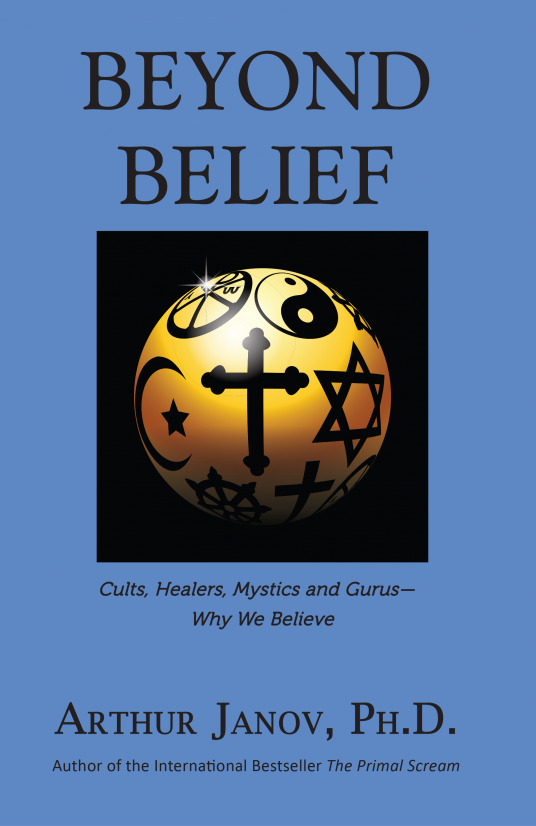 BEYOND
BELIEF
Cults, Healers, Mystics and Gurus—
Why We Believe
ARTHUR JANOV, PH.D.
Author of the International Bestseller The Primal Scream